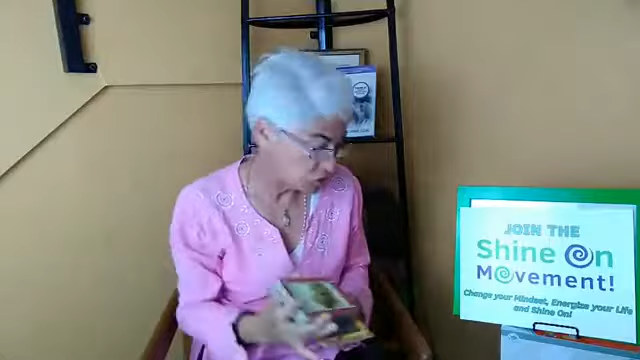 JOIN THE
Shine On
Movement!
Change your Mindset, Energize your Life
and Shine On!